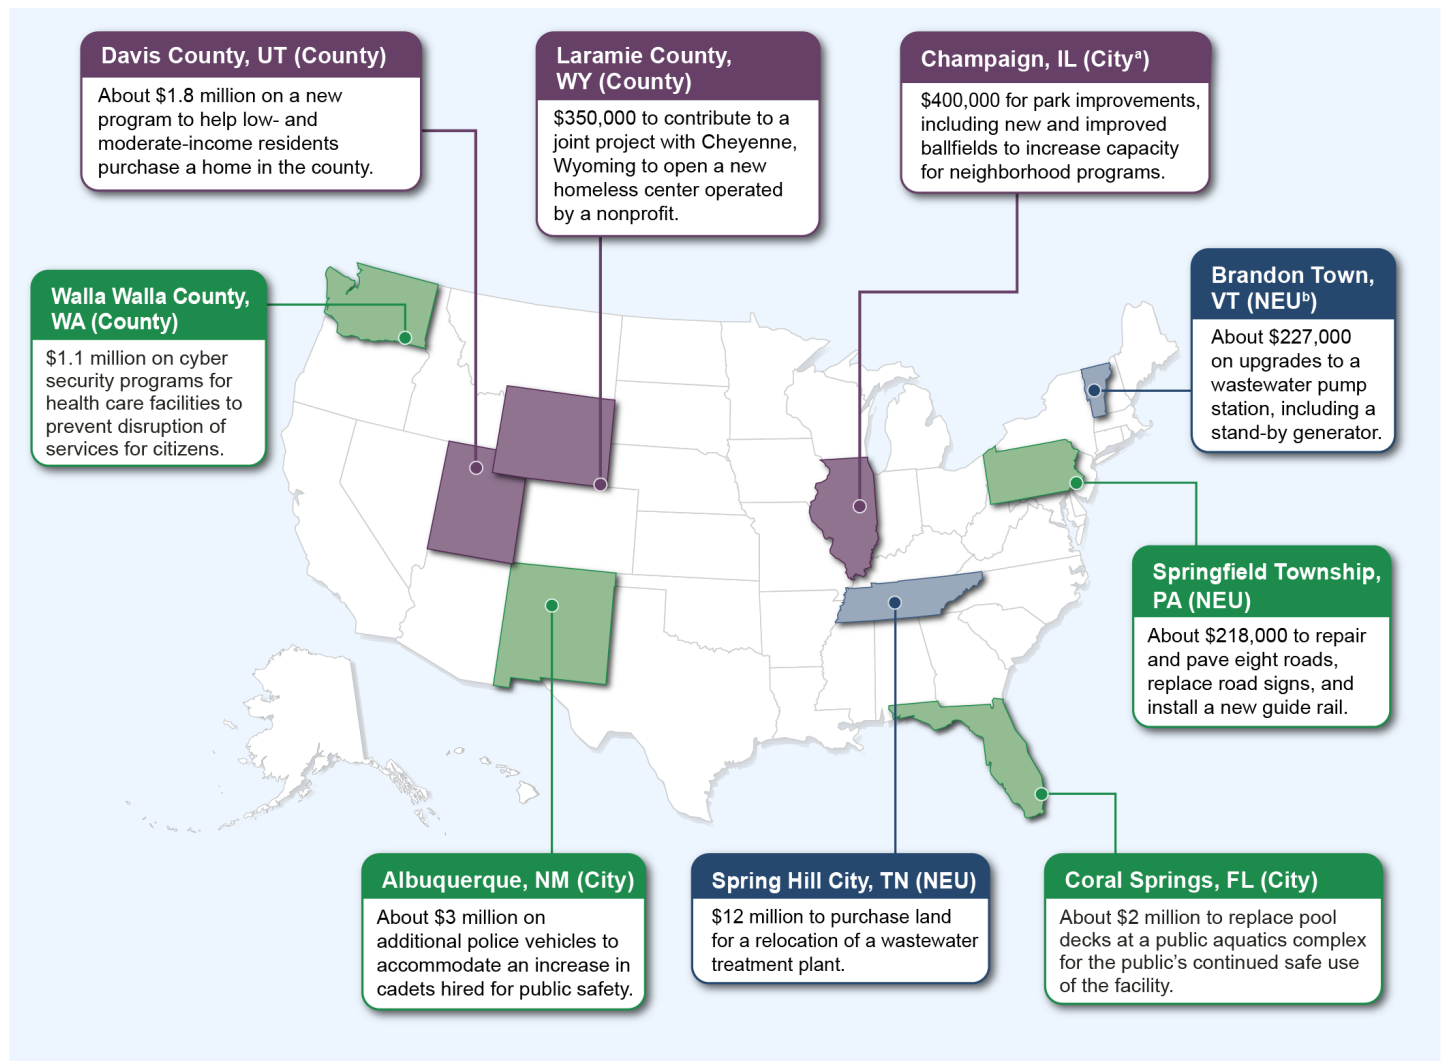 Davis County, UT (County)
About $1.8 million on a new
program to help low- and
moderate-income residents
purchase a home in the county.
Laramie County,
WY (County)
$350,000 to contribute to a
joint project with Cheyenne,
Wyoming to open a new
homeless center operated
by a nonprofit.
Champaign, IL (Cityᵃ)
$400,000 for park improvements,
including new and improved
ballfields to increase capacity
for neighborhood programs.
Walla Walla County,
WA (County)
$1.1 million on cyber
security programs for
health care facilities to
prevent disruption of
services for citizens.
Brandon Town,
VT (NEUᵇ)
About $227,000
on upgrades to a
wastewater pump
station, including a
stand-by generator.
Springfield Township,
PA (NEU)
About $218,000 to repair
and pave eight roads,
replace road signs, and
install a new guide rail.
Albuquerque, NM (City)
About $3 million on
additional police vehicles to
accommodate an increase in
cadets hired for public safety.
Spring Hill City, TN (NEU)
$12 million to purchase land
for a relocation of a wastewater
treatment plant.
Coral Springs, FL (City)
About $2 million to replace pool
decks at a public aquatics complex
for the public’s continued safe use
of the facility.